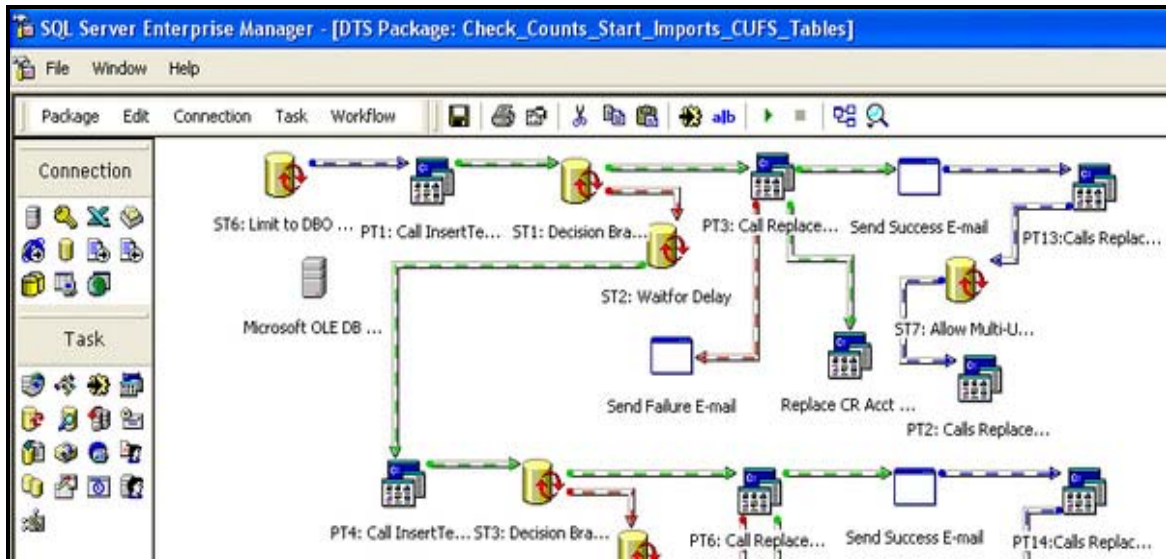 SQL Server Enterprise Manager - [DTS Package: Check_Counts_Start_Imports_CUFS_Tables]
File Window Help
Package Edit Connection Task Workflow
alb
Connection
Task
ST6: Limit to DBO ...
PT1: Call InsertTe...
ST1: Decision Bra...
PT3: Call Replace...
Send Success E-mail
PT13:Calls Replac...
Microsoft OLE DB ...
ST2: Waitfor Delay
ST7: Allow Multi-U...
Send Failure E-mail
Replace CR Acct ...
PT2: Calls Replace...
PT4: Call InsertTe...
ST3: Decision Bra...
PT6: Call Replace...
Send Success E-mail
PT14:Calls Replac...